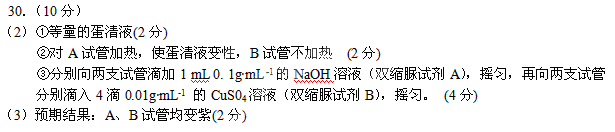 30.（10 分）
（2）①等量的蛋清液(2 分)
②对 A 试管加热，使蛋清液变性，B 试管不加热 (2 分)
③分别向两支试管滴加 1 mL 0. 1g·mL⁻¹的 NaOH 溶液（双缩脲试剂 A），摇匀，再向两支试管
分别滴入 4 滴 0.01g·mL⁻¹ 的 CuS0₄溶液（双缩脲试剂 B），摇匀。（4 分）
（3）预期结果：A、B 试管均变紫(2 分)